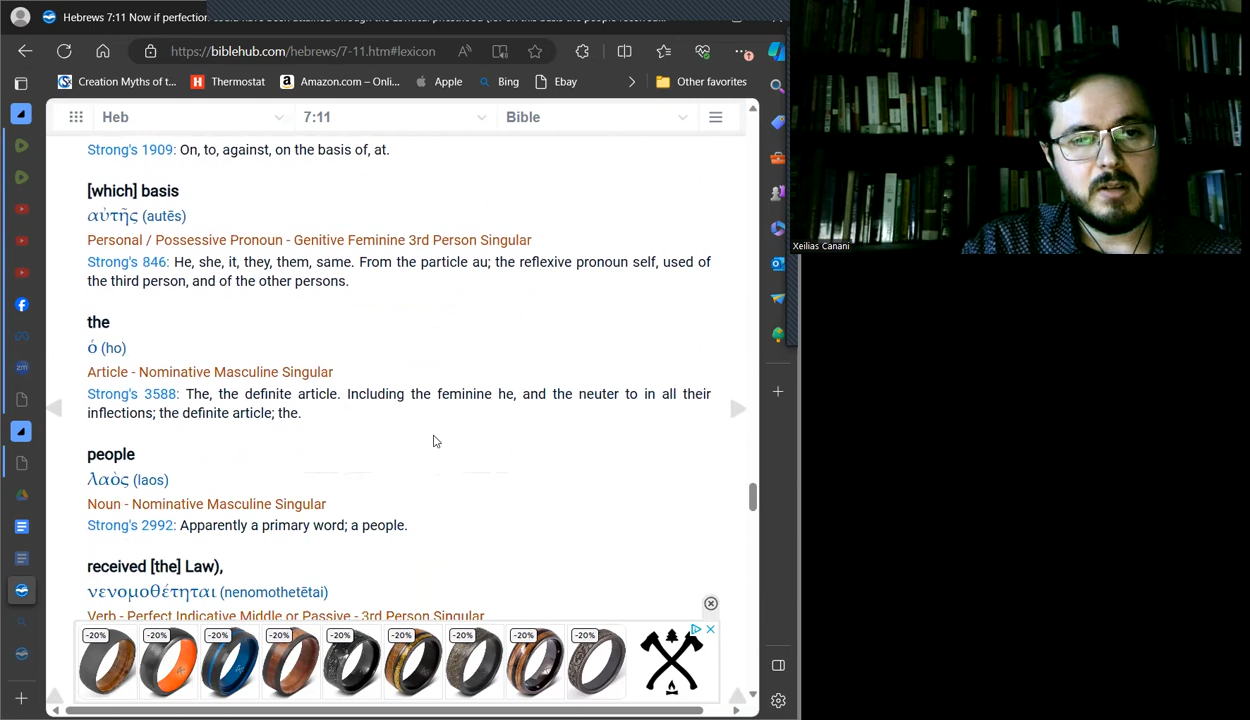 Hebrews 7:11 Now if perfection
https://biblehub.com/hebrews/7-11.htm#lexicon
Creation Myths of t... Thermostat Amazon.com – Onli... Apple Bing Ebay Other favorites
Heb 7:11 Bible
Strong's 1909: On, to, against, on the basis of, at.
[which] basis
αὐτῆς (autēs)
Personal / Possessive Pronoun - Genitive Feminine 3rd Person Singular
Strong's 846: He, she, it, they, them, same. From the particle au; the reflexive pronoun self, used of
the third person, and of the other persons.
the
ὁ (ho)
Article - Nominative Masculine Singular
Strong's 3588: The, the definite article. Including the feminine he, and the neuter to in all their
inflections; the definite article; the.
people
λαὸς (laos)
Noun - Nominative Masculine Singular
Strong's 2992: Apparently a primary word; a people.
received [the] Law),
νενομοθέτηται (nenomothetētai)
Verb - Perfect Indicative Middle or Passive - 3rd Person Singular
-20% -20% -20% -20% -20% -20% -20% -20% -20%
Xeilias Canani